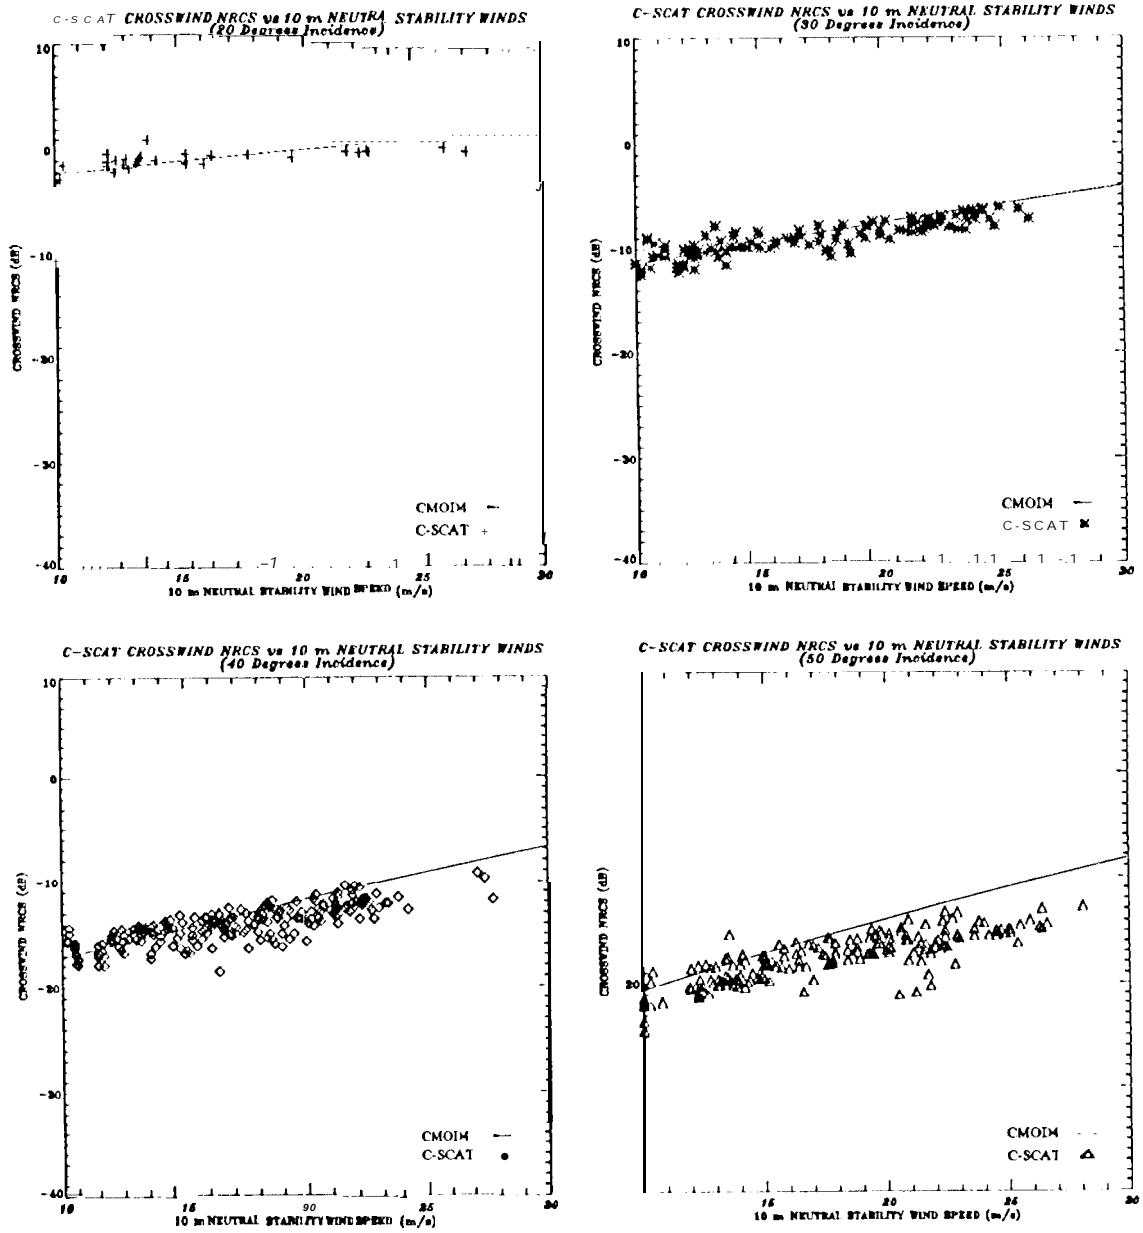 C-SCAT CROSSWIND NRCS vs 10 m NEUTRA STABILITY WINDS
(20 Degrees Incidence)
10
0
-10
-20
-30
-40
CROSSWIND NRCS (dB)
CMOD4
C-SCAT +
10 15 20 25 30
10 m NEUTRAL STABILITY WIND SPEED (m/s)
C-SCAT CROSSWIND NRCS vs 10 m NEUTRAL STABILITY WINDS
(30 Degrees Incidence)
10
0
-10
-20
-30
-40
CROSSWIND NRCS (dB)
CMOD4
C-SCAT
10 15 20 25 30
10 m NEUTRAL STABILITY WIND SPEED (m/s)
C-SCAT CROSSWIND NRCS vs 10 m NEUTRAL STABILITY WINDS
(40 Degrees Incidence)
10
0
-10
-20
-30
-40
CROSSWIND NRCS (dB)
CMOD4
C-SCAT
10 15 20 25 30
10 m NEUTRAL STABILITY WIND SPEED (m/s)
C-SCAT CROSSWIND NRCS vs 10 m NEUTRAL STABILITY WINDS
(50 Degrees Incidence)
20
CROSSWIND NRCS (dB)
CMOD4
C-SCAT
15 20 25 30
10 m NEUTRAL STABILITY WIND SPEED (m/s)